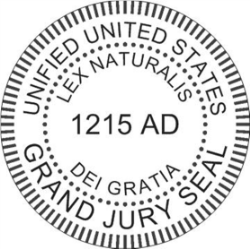 UNIFIED UNITED STATES
LEX NATURALIS
1215 AD
DEI GRATIA
GRAND JURY SEAL